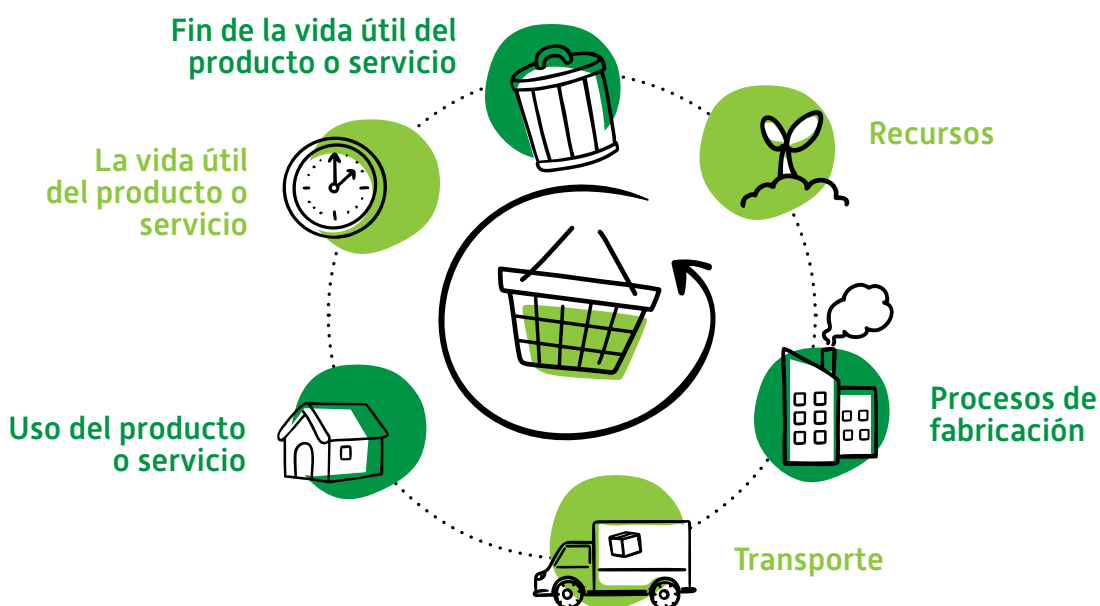 Fin de la vida útil del
producto o servicio
Recursos
La vida útil
del producto o
servicio
Procesos de
fabricación
Uso del producto
o servicio
Transporte